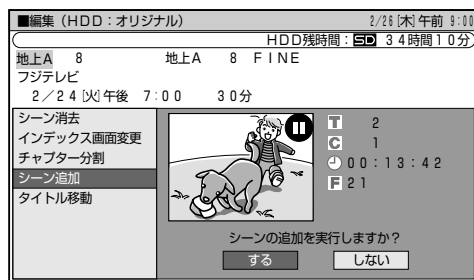 ■編集（HDD：オリジナル） 2/26[木]午前 9:00
HDD残時間：SD 34時間10分
地上A 8 地上A 8 FINE
フジテレビ
2／24[火]午後 7:00 30分
シーン消去
インデックス画面変更
チャプター分割
シーン追加
タイトル移動
T 2
C 1
00:13:42
F 21
シーンの追加を実行しますか？
する しない